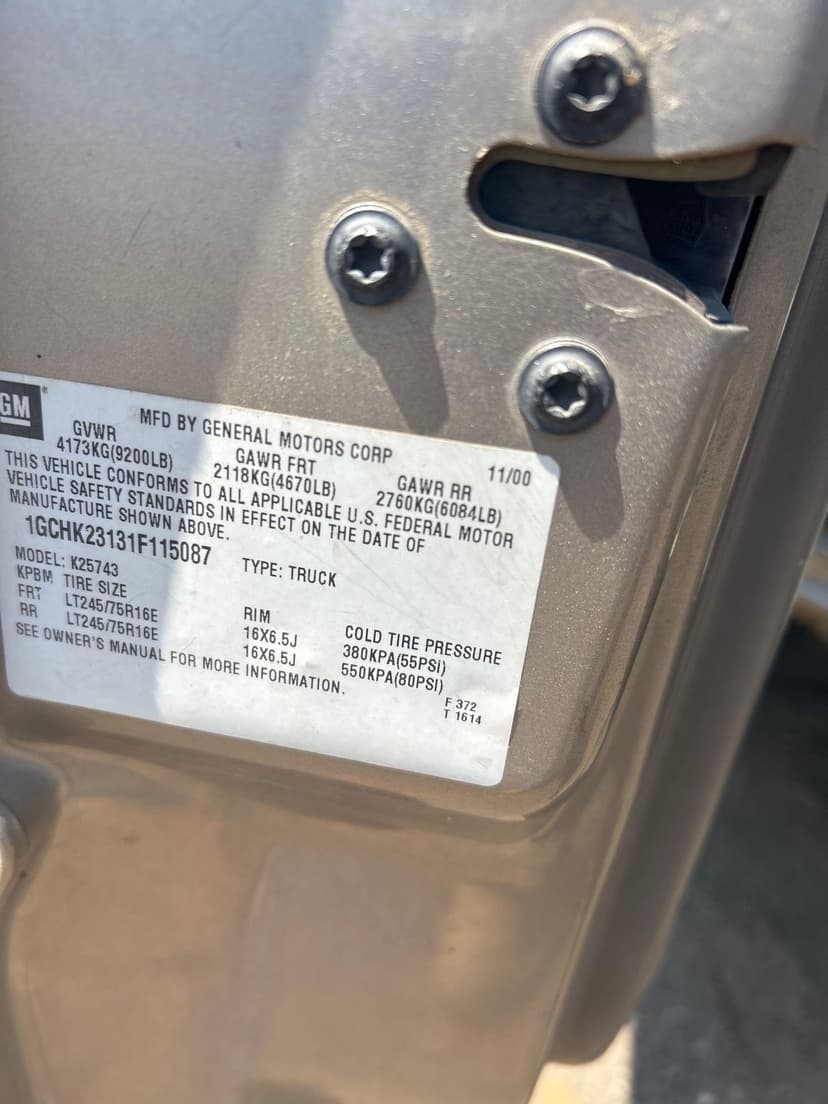 GM ®
MFD BY GENERAL MOTORS CORP 11/00
GVWR GAWR FRT GAWR RR
4173KG(9200LB) 2118KG(4670LB) 2760KG(6084LB)
THIS VEHICLE CONFORMS TO ALL APPLICABLE U.S. FEDERAL MOTOR
VEHICLE SAFETY STANDARDS IN EFFECT ON THE DATE OF
MANUFACTURE SHOWN ABOVE.
1GCHK23131F115087 TYPE: TRUCK
MODEL: K25743
KPBM TIRE SIZE RIM COLD TIRE PRESSURE
FRT LT245/75R16E 16X6.5J 380KPA(55PSI)
RR LT245/75R16E 16X6.5J 550KPA(80PSI)
SEE OWNER'S MANUAL FOR MORE INFORMATION.
F 372
T 1614